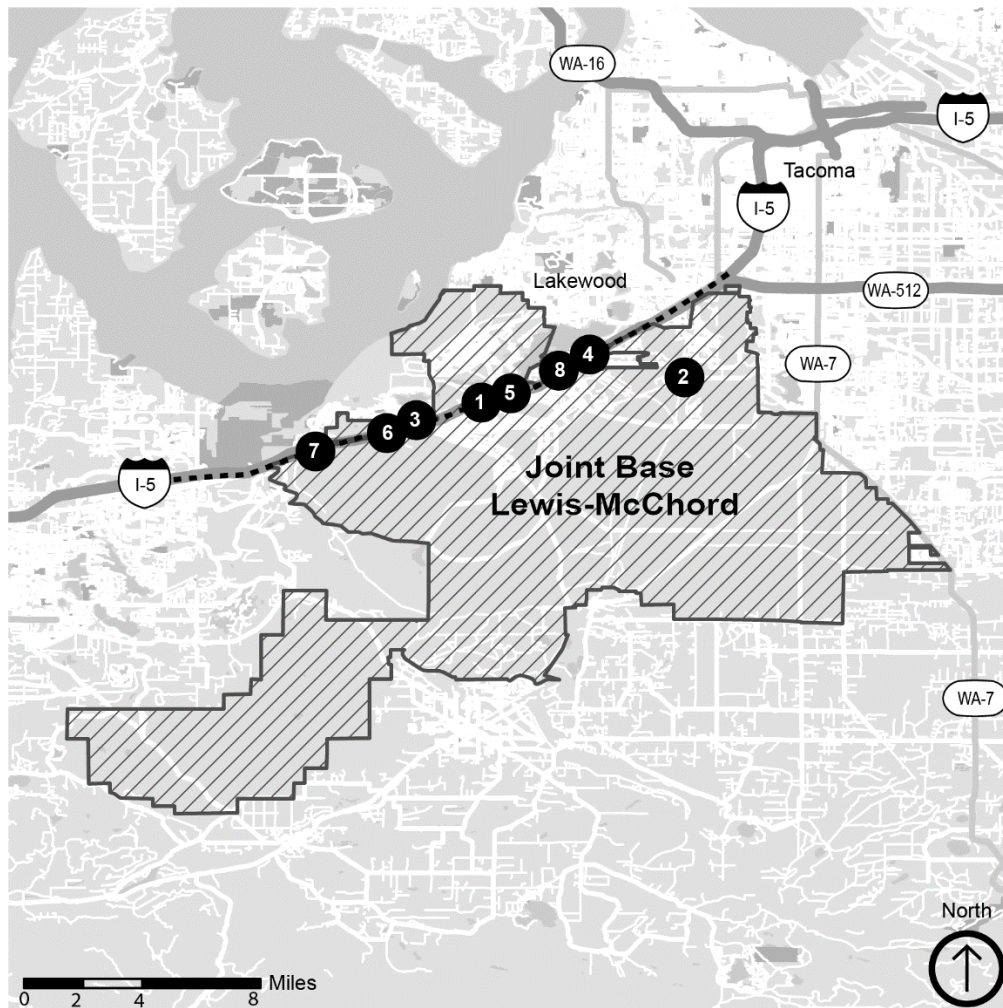 WA-16
I-5
Tacoma
I-5
Lakewood
WA-512
4
8
2
WA-7
5
1
3
6
7
I-5
Joint Base
Lewis-McChord
WA-7
North
Miles
0 2 4 8